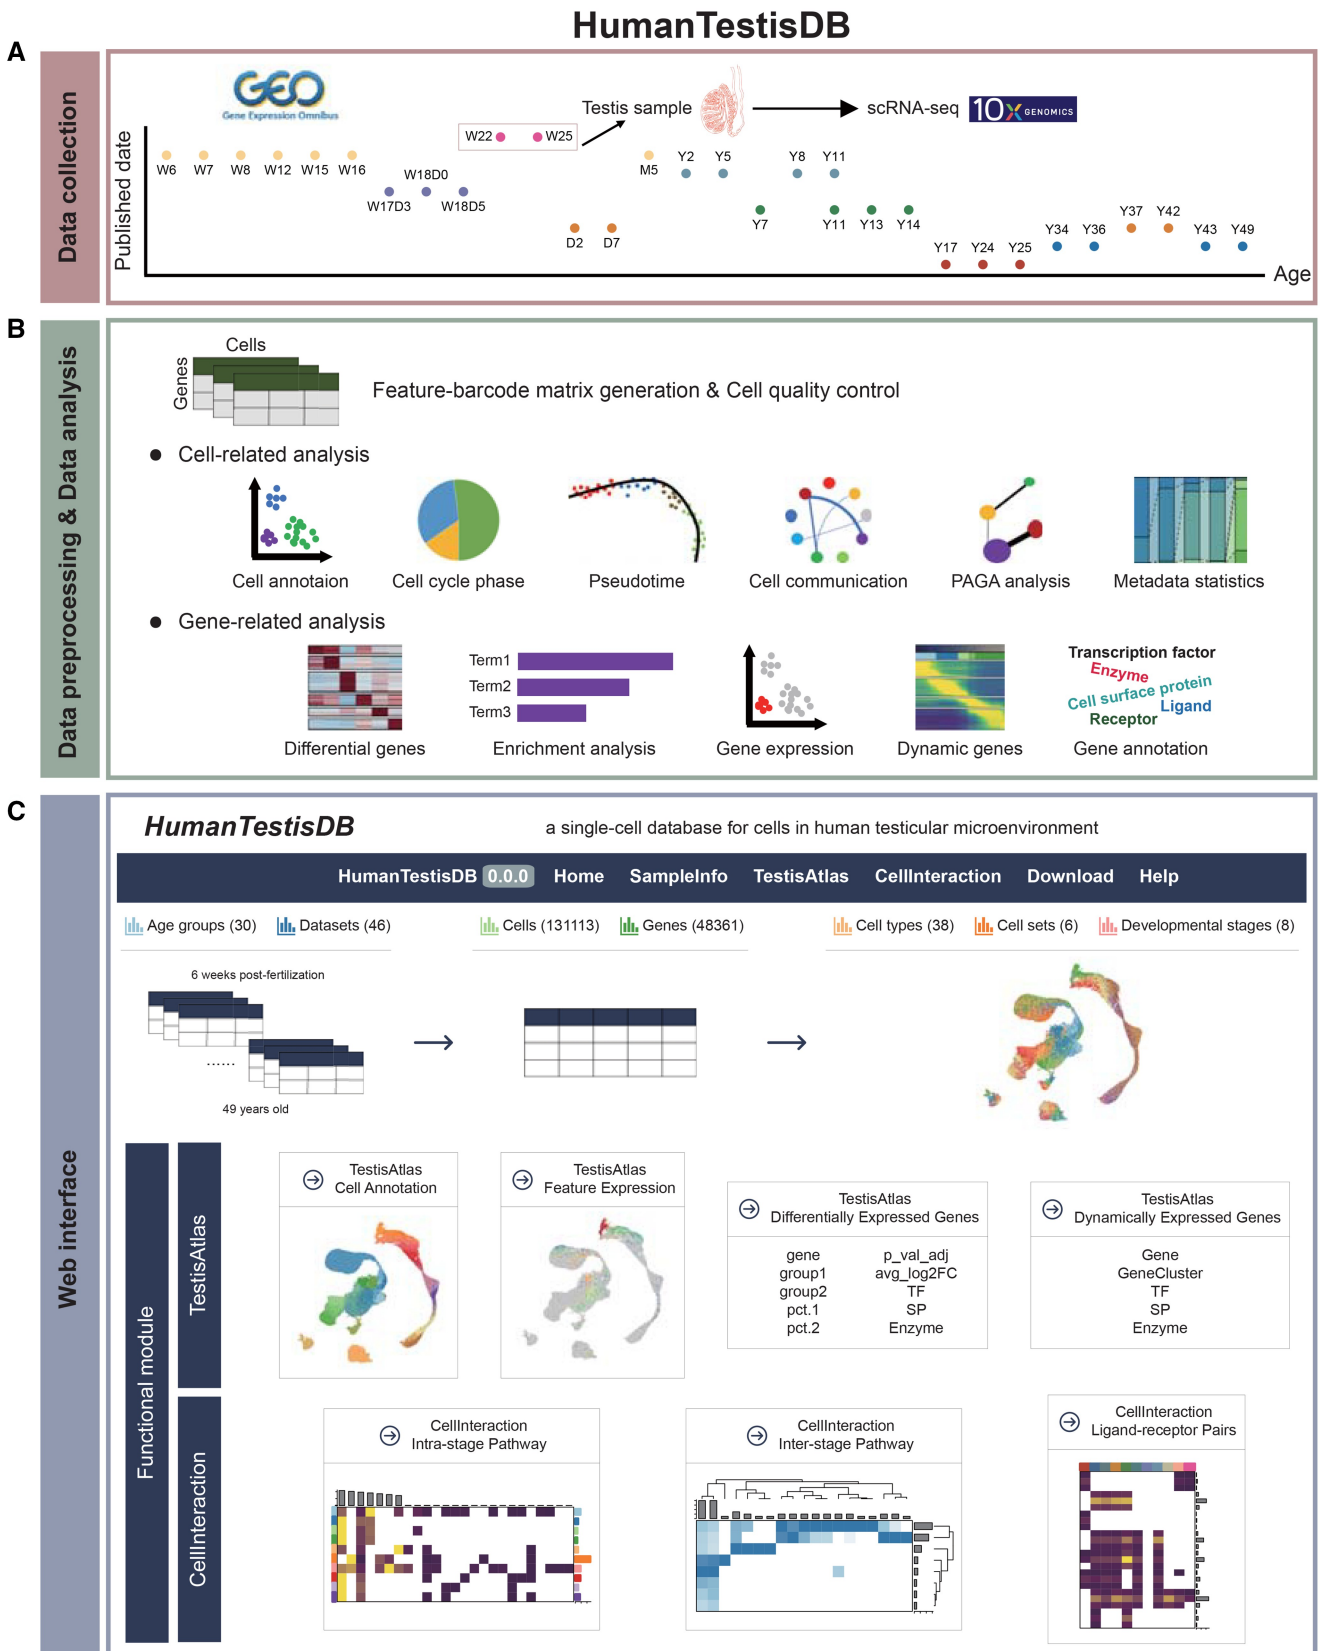 HumanTestisDB
A
Data collection
GEO
Gene Expression Omnibus
Testis sample
scRNA-seq
10X GENOMICS
Published date
W22 W25
W6 W7 W8 W12 W15 W16
W17D3
W18D0
W18D5
D2 D7
M5
Y2 Y5
Y8 Y11
Y7
Y11 Y13 Y14
Y17 Y24 Y25
Y34 Y36
Y37 Y42
Y43 Y49
Age
B
Data preprocessing & Data analysis
Cells
Genes
Feature-barcode matrix generation & Cell quality control
● Cell-related analysis
Cell annotaion
Cell cycle phase
Pseudotime
Cell communication
PAGA analysis
Metadata statistics
● Gene-related analysis
Term1
Term2
Term3
Transcription factor
Enzyme
Cell surface protein
Ligand
Receptor
Differential genes
Enrichment analysis
Gene expression
Dynamic genes
Gene annotation
C
Web interface
HumanTestisDB
a single-cell database for cells in human testicular microenvironment
HumanTestisDB 0.0.0 Home SampleInfo TestisAtlas CellInteraction Download Help
Age groups (30) Datasets (46) Cells (131113) Genes (48361) Cell types (38) Cell sets (6) Developmental stages (8)
6 weeks post-fertilization
......
49 years old
Functional module
TestisAtlas
TestisAtlas
Cell Annotation
TestisAtlas
Feature Expression
TestisAtlas
Differentially Expressed Genes
gene p_val_adj
group1 avg_log2FC
group2 TF
pct.1 SP
pct.2 Enzyme
TestisAtlas
Dynamically Expressed Genes
Gene
GeneCluster
TF
SP
Enzyme
CellInteraction
CellInteraction
Intra-stage Pathway
CellInteraction
Inter-stage Pathway
CellInteraction
Ligand-receptor Pairs